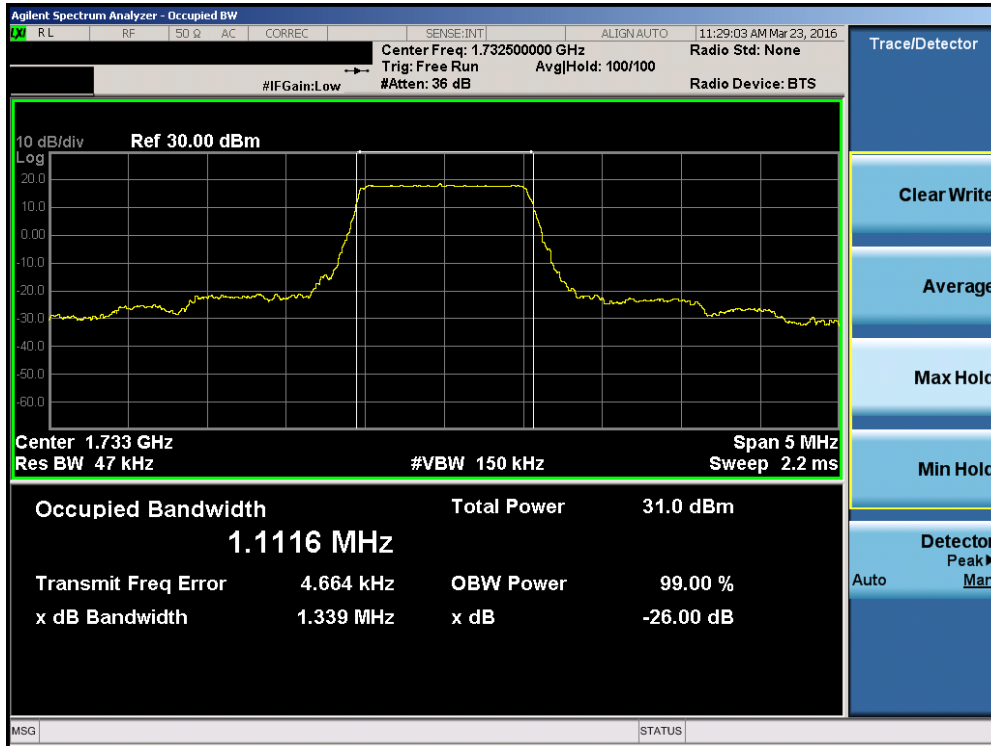 Agilent Spectrum Analyzer - Occupied BW
LXI RL RF 50 Ω AC CORREC SENSE:INT ALIGNAUTO 11:29:03 AM Mar 23, 2016
Center Freq: 1.732500000 GHz Radio Std: None
Trig: Free Run Avg|Hold: 100/100
#IFGain:Low #Atten: 36 dB Radio Device: BTS
Trace/Detector
10 dB/div Ref 30.00 dBm
Log
20.0
10.0
0.00
-10.0
-20.0
-30.0
-40.0
-50.0
-60.0
Center 1.733 GHz Span 5 MHz
Res BW 47 kHz #VBW 150 kHz Sweep 2.2 ms
Occupied Bandwidth Total Power 31.0 dBm
1.1116 MHz
Transmit Freq Error 4.664 kHz OBW Power 99.00 %
x dB Bandwidth 1.339 MHz x dB -26.00 dB
Clear Write
Average
Max Hold
Min Hold
Detector
Peak▶
Auto Man
MSG STATUS